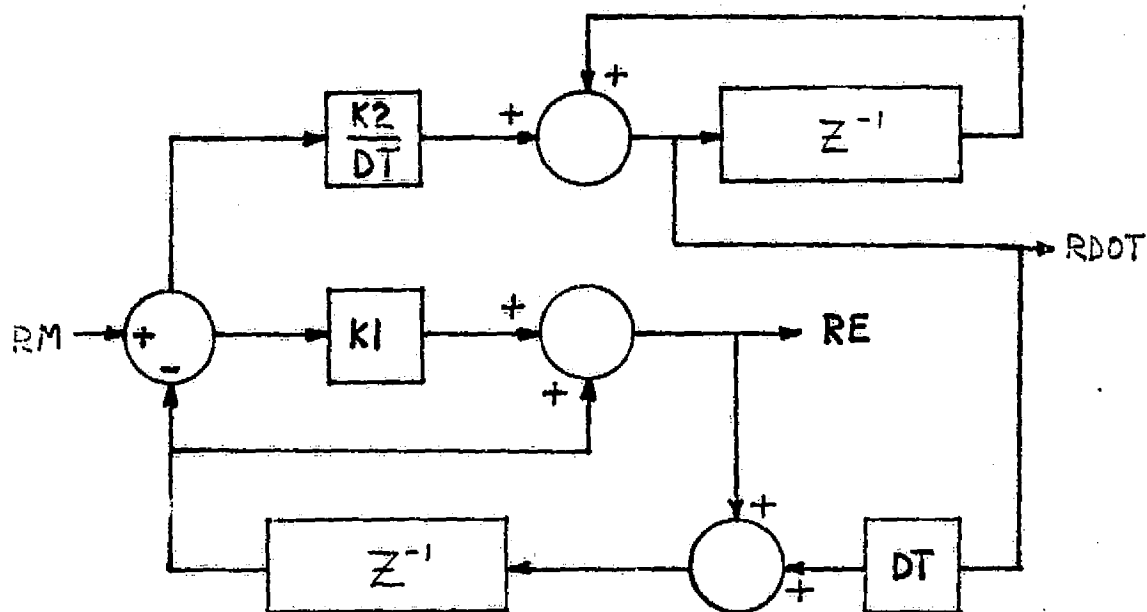 +
+
K2
DT
Z⁻¹
RDOT
RM
+
-
K1
+
+
RE
+
+
DT
Z⁻¹